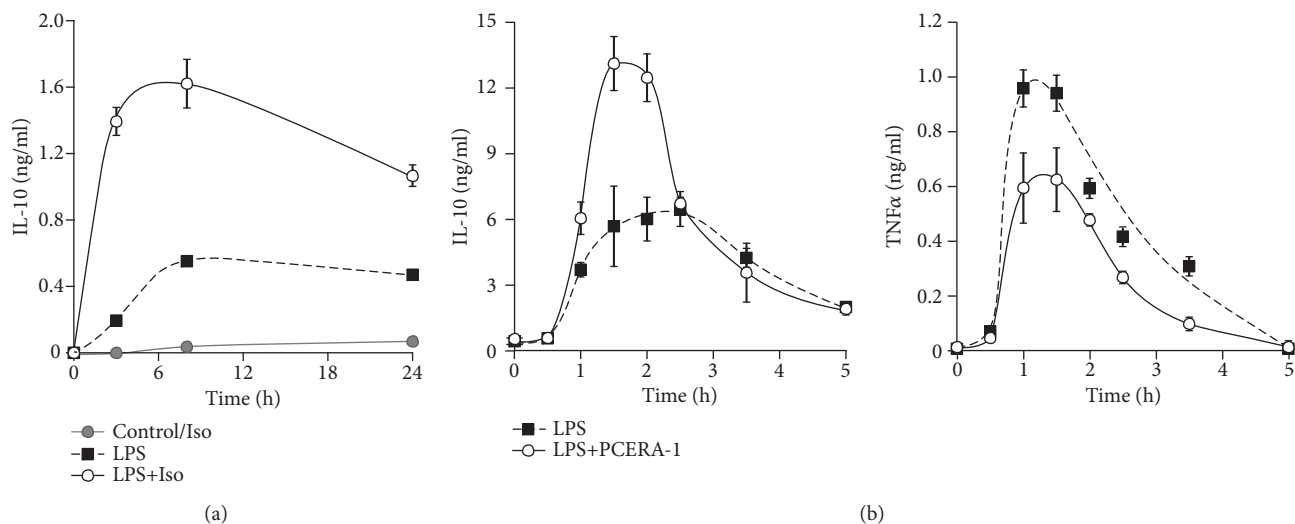 2.0
1.6
1.2
0.8
0.4
0
IL-10 (ng/ml)
0 6 12 18 24
Time (h)
Control/Iso
LPS
LPS+Iso
(a)
15
12
9
6
3
0
IL-10 (ng/ml)
0 1 2 3 4 5
Time (h)
LPS
LPS+PCERA-1
1.2
1.0
0.8
0.6
0.4
0.2
0.0
TNFα (ng/ml)
0 1 2 3 4 5
Time (h)
(b)